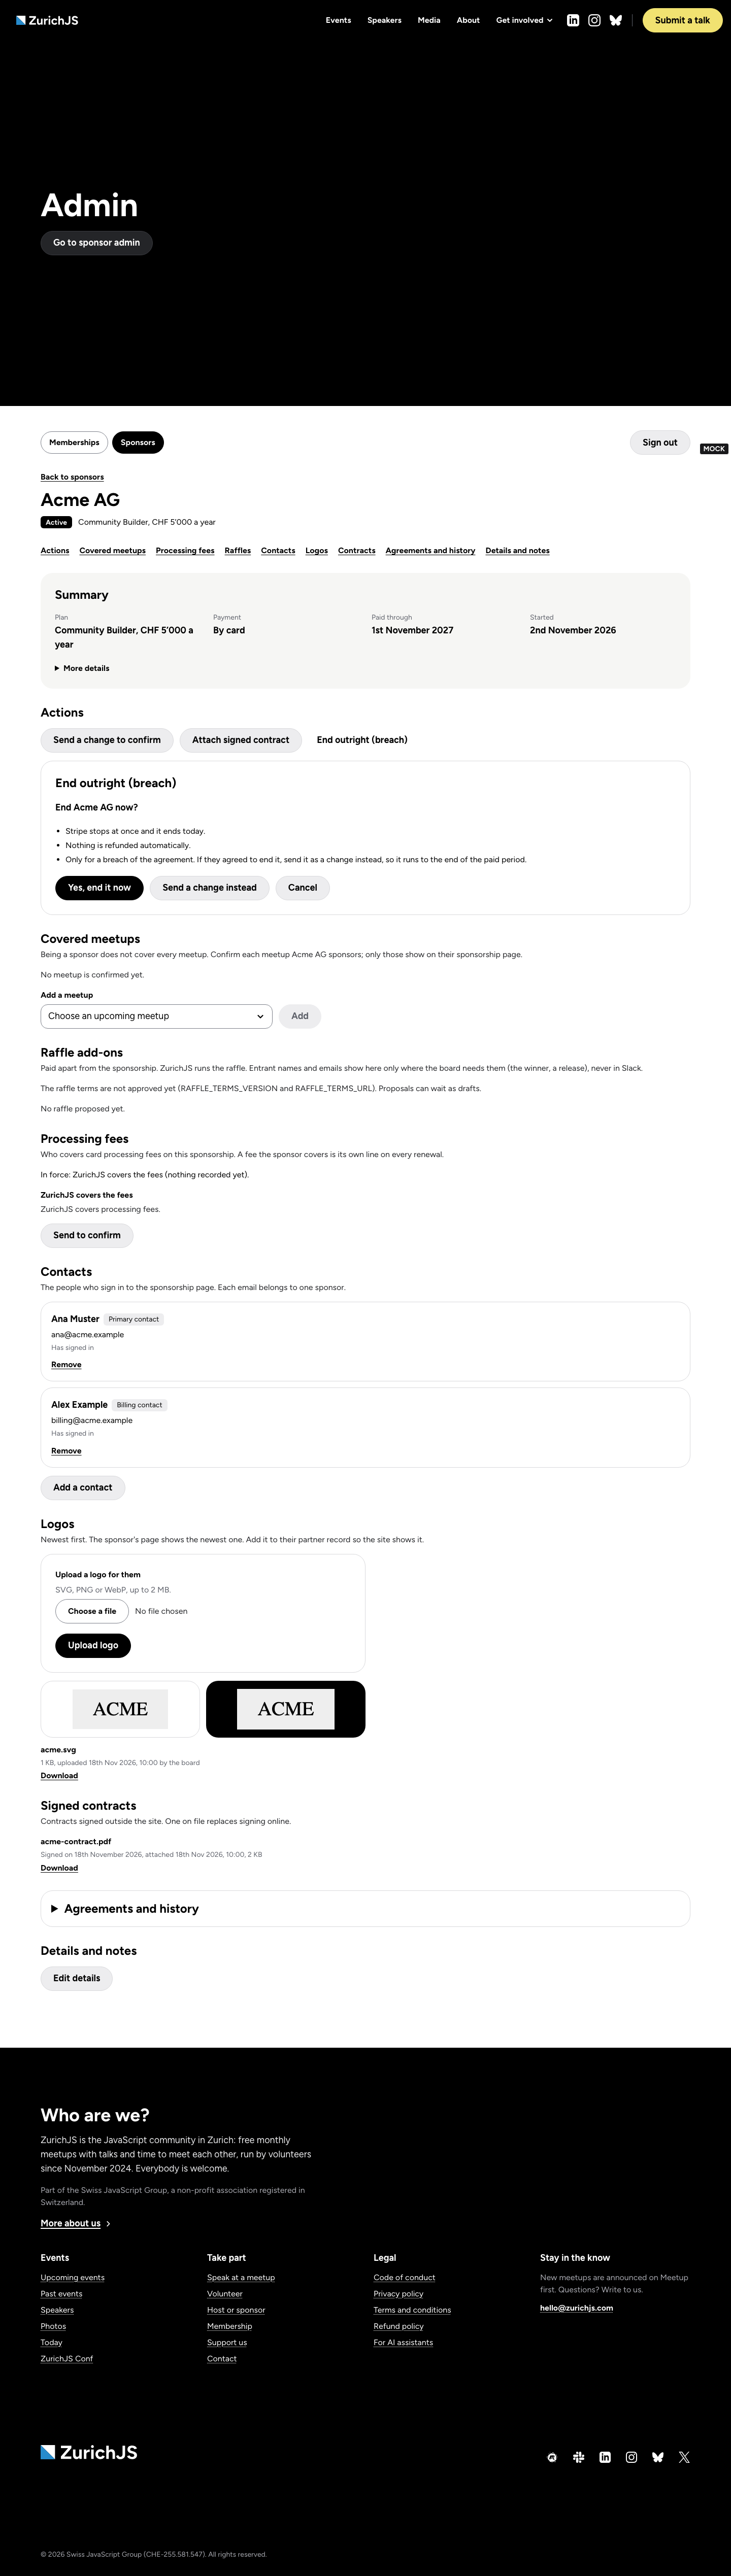 ZurichJS
Events
Speakers
Media
About
Get involved
Submit a talk
Admin
Go to sponsor admin
Memberships
Sponsors
Sign out
MOCK
Back to sponsors
Acme AG
Active
Community Builder, CHF 5'000 a year
Actions
Covered meetups
Processing fees
Raffles
Contacts
Logos
Contracts
Agreements and history
Details and notes
Summary
Plan
Community Builder, CHF 5'000 a
year
Payment
By card
Paid through
1st November 2027
Started
2nd November 2026
More details
Actions
Send a change to confirm
Attach signed contract
End outright (breach)
End outright (breach)
End Acme AG now?
Stripe stops at once and it ends today.
Nothing is refunded automatically.
Only for a breach of the agreement. If they agreed to end it, send it as a change instead, so it runs to the end of the paid period.
Yes, end it now
Send a change instead
Cancel
Covered meetups
Being a sponsor does not cover every meetup. Confirm each meetup Acme AG sponsors; only those show on their sponsorship page.
No meetup is confirmed yet.
Add a meetup
Choose an upcoming meetup
Add
Raffle add-ons
Paid apart from the sponsorship. ZurichJS runs the raffle. Entrant names and emails show here only where the board needs them (the winner, a release), never in Slack.
The raffle terms are not approved yet (RAFFLE_TERMS_VERSION and RAFFLE_TERMS_URL). Proposals can wait as drafts.
No raffle proposed yet.
Processing fees
Who covers card processing fees on this sponsorship. A fee the sponsor covers is its own line on every renewal.
In force: ZurichJS covers the fees (nothing recorded yet).
ZurichJS covers the fees
ZurichJS covers processing fees.
Send to confirm
Contacts
The people who sign in to the sponsorship page. Each email belongs to one sponsor.
Ana Muster
Primary contact
ana@acme.example
Has signed in
Remove
Alex Example
Billing contact
billing@acme.example
Has signed in
Remove
Add a contact
Logos
Newest first. The sponsor's page shows the newest one. Add it to their partner record so the site shows it.
Upload a logo for them
SVG, PNG or WebP, up to 2 MB.
Choose a file
No file chosen
Upload logo
ACME
ACME
acme.svg
1 KB, uploaded 18th Nov 2026, 10:00 by the board
Download
Signed contracts
Contracts signed outside the site. One on file replaces signing online.
acme-contract.pdf
Signed on 18th November 2026, attached 18th Nov 2026, 10:00, 2 KB
Download
Agreements and history
Details and notes
Edit details
Who are we?
ZurichJS is the JavaScript community in Zurich: free monthly
meetups with talks and time to meet each other, run by volunteers
since November 2024. Everybody is welcome.
Part of the Swiss JavaScript Group, a non-profit association registered in
Switzerland.
More about us
Events
Upcoming events
Past events
Speakers
Photos
Today
ZurichJS Conf
Take part
Speak at a meetup
Volunteer
Host or sponsor
Membership
Support us
Contact
Legal
Code of conduct
Privacy policy
Terms and conditions
Refund policy
For AI assistants
Stay in the know
New meetups are announced on Meetup
first. Questions? Write to us.
hello@zurichjs.com
ZurichJS
© 2026 Swiss JavaScript Group (CHE-255.581.547). All rights reserved.